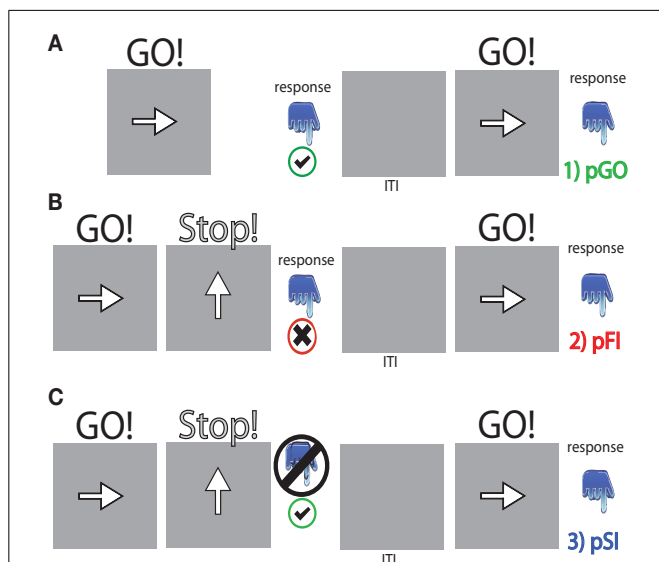 A
GO!
GO!
response
response
ITI
1) pGO
B
GO!
Stop!
GO!
response
response
ITI
2) pFI
C
GO!
Stop!
GO!
response
ITI
3) pSI